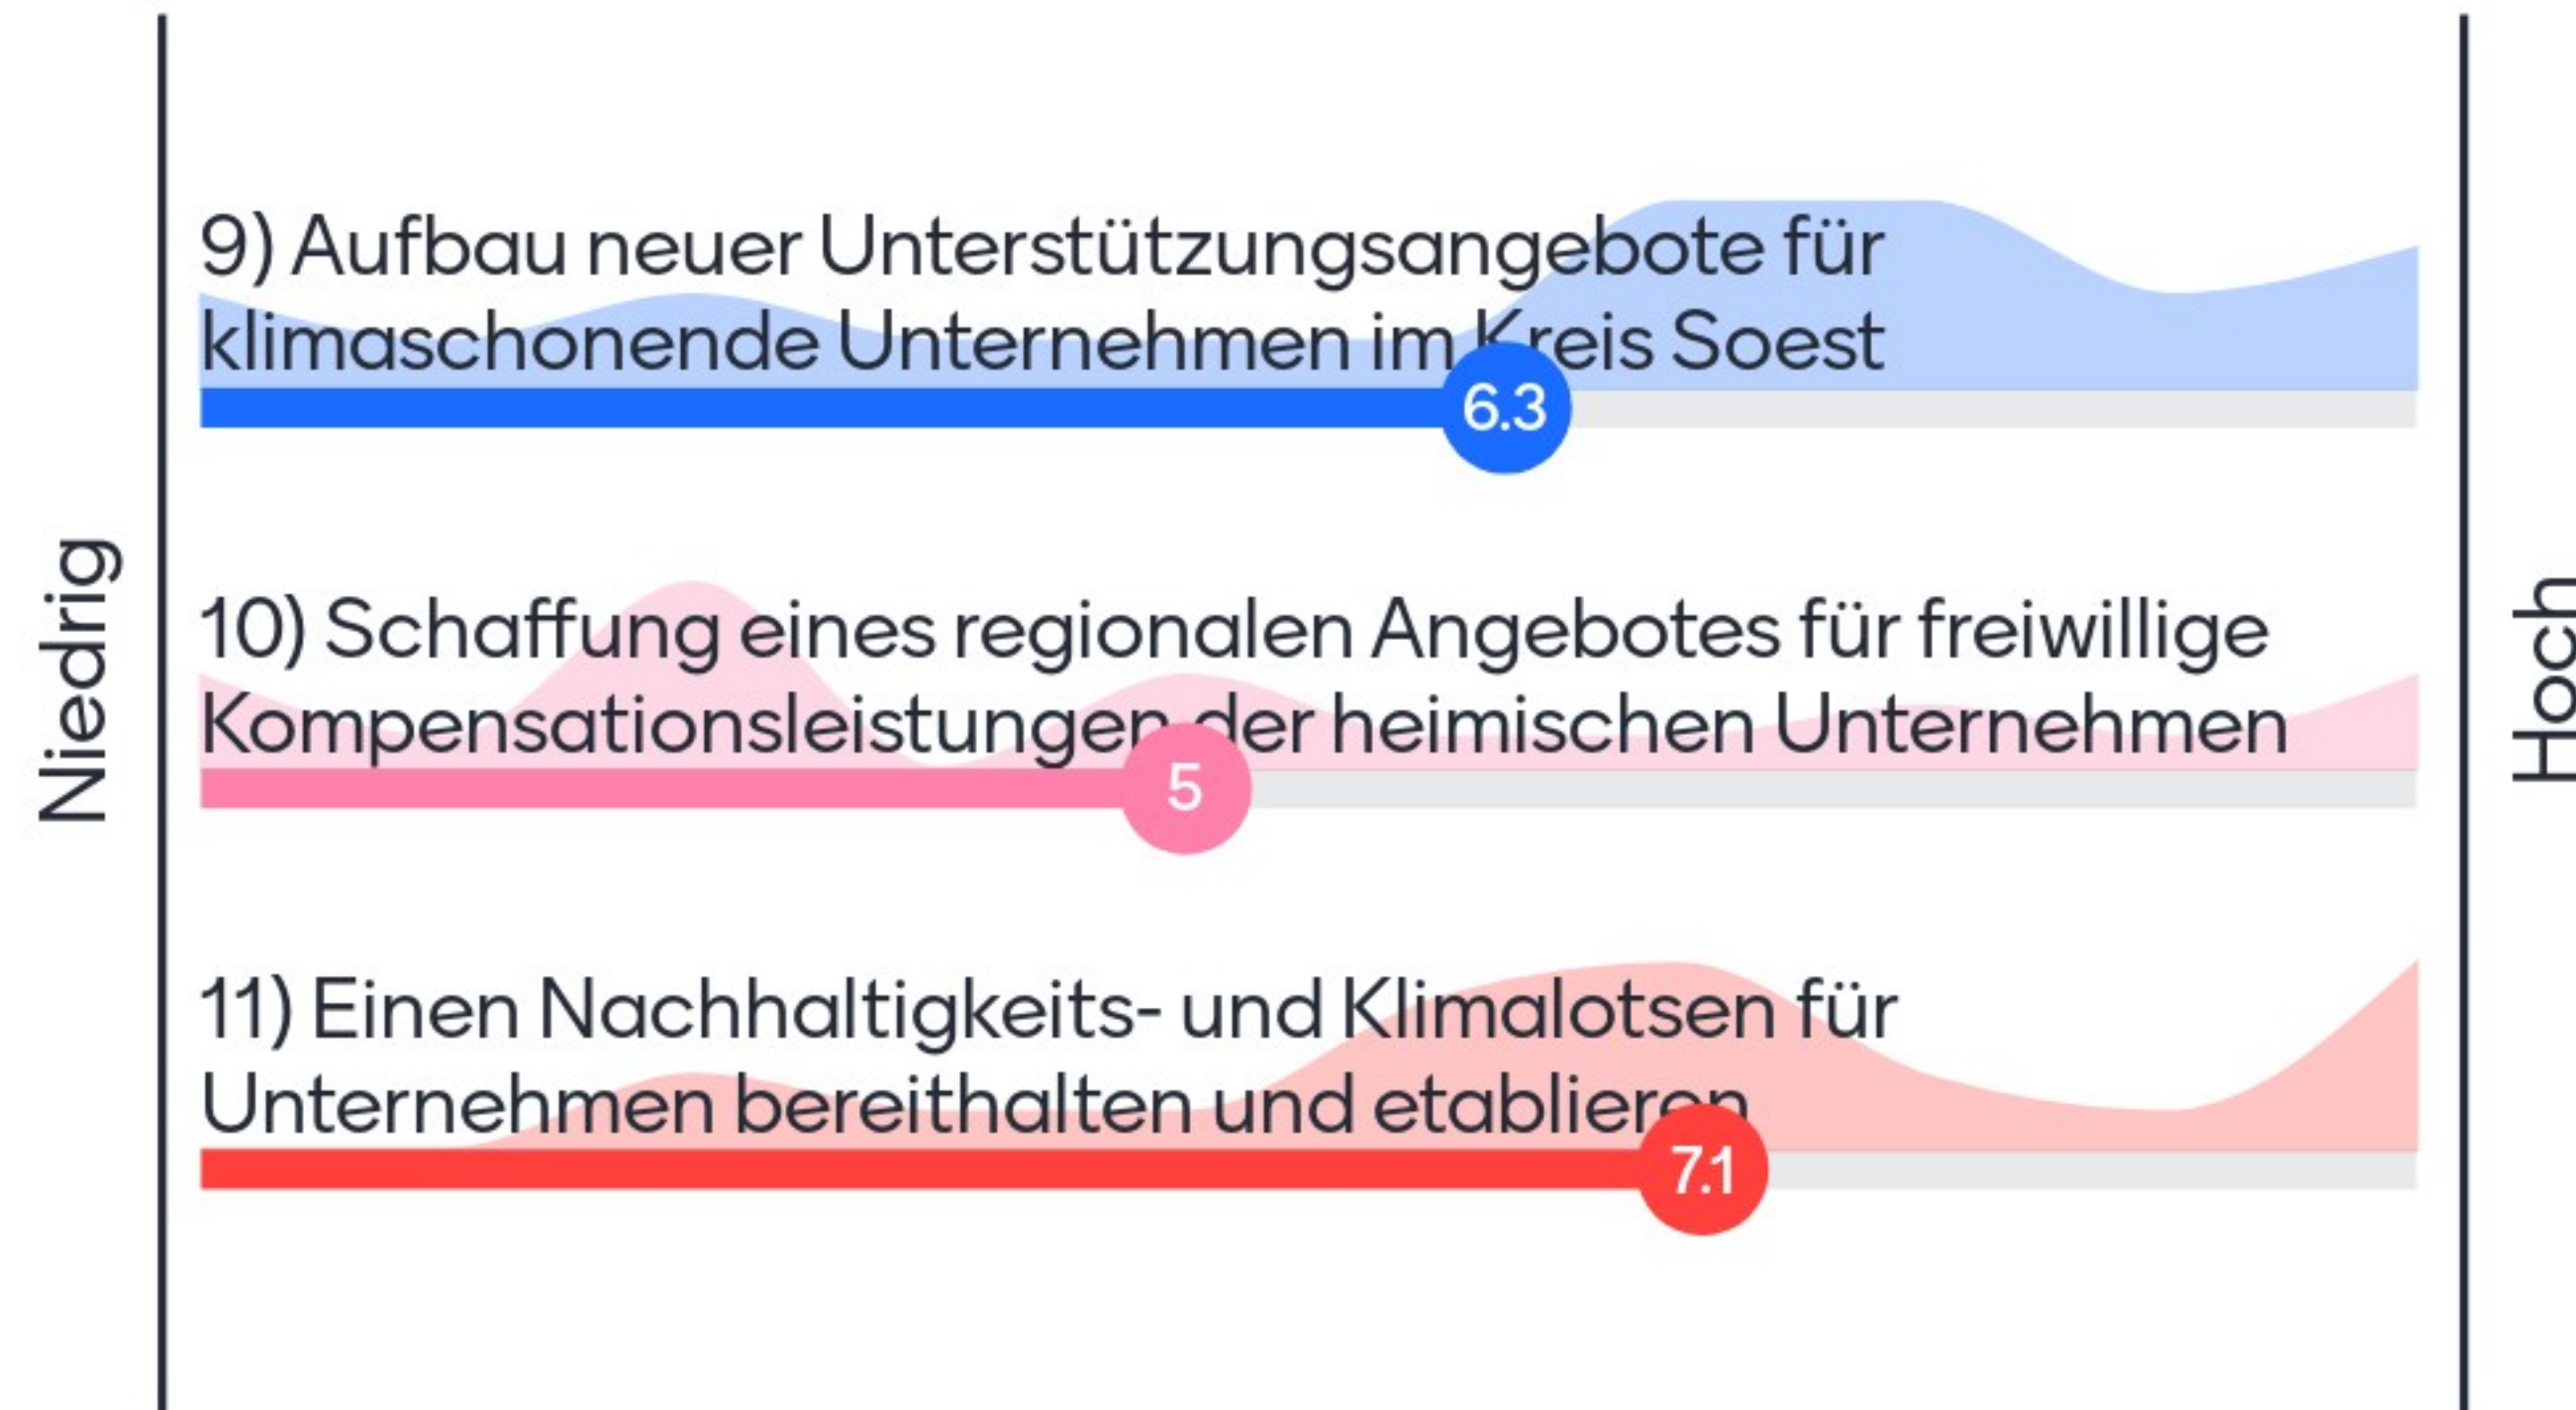 9) Aufbau neuer Unterstützungsangebote für
klimaschonende Unternehmen im Kreis Soest
6.3
Niedrig
10) Schaffung eines regionalen Angebotes für freiwillige
Kompensationsleistungen der heimischen Unternehmen
5
Hoch
11) Einen Nachhaltigkeits- und Klimalotsen für
Unternehmen bereithalten und etablieren
7.1